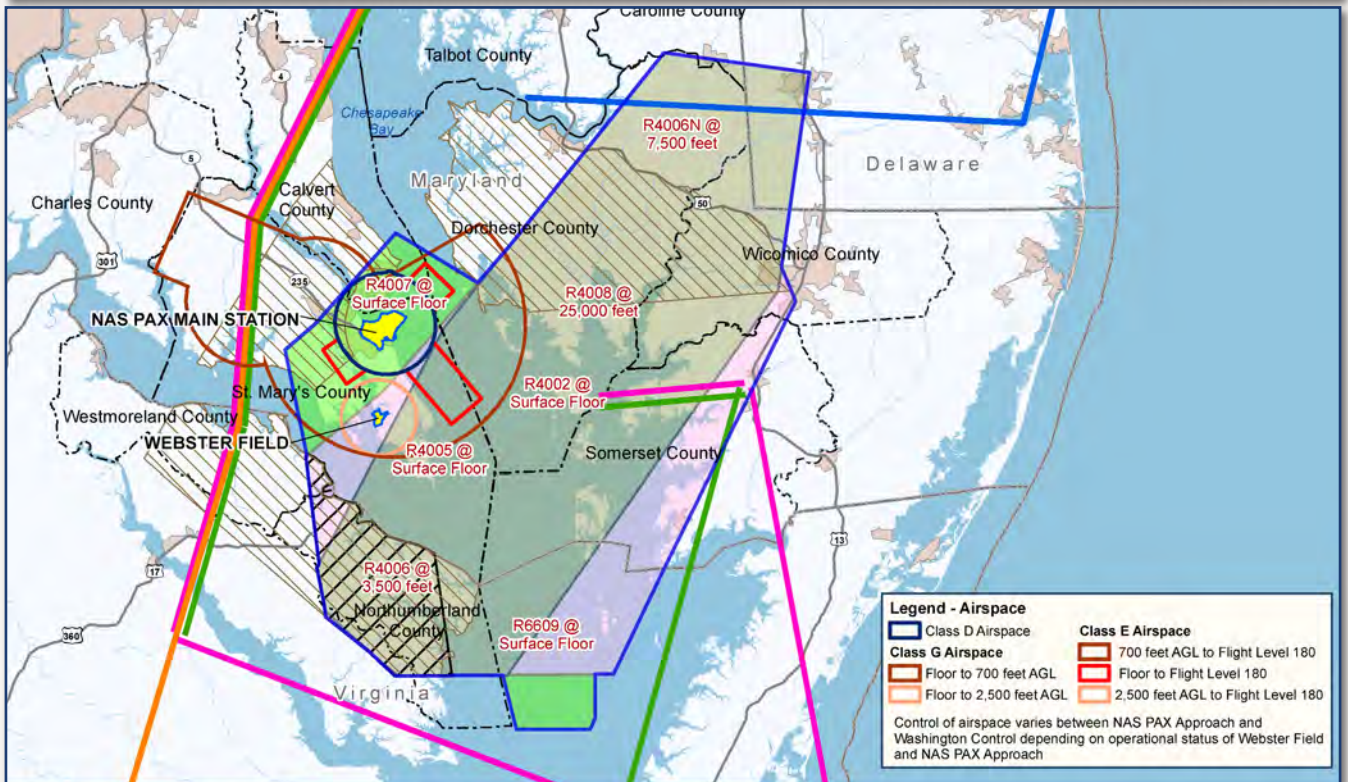 Caroline County
Talbot County
4
Chesapeake
Bay
R4006N @
7,500 feet
5
Maryland
Delaware
Calvert
County
Charles County
50
Dorchester County
Wicomico County
301
235
R4007 @
Surface Floor
R4008 @
25,000 feet
NAS PAX MAIN STATION
St. Mary's County
R4002 @
Surface Floor
Westmoreland County
WEBSTER FIELD
R4005 @
Surface Floor
Somerset County
13
17
R4006 @
3,500 feet
Northumberland
County
360
R6609 @
Surface Floor
Virginia
Legend - Airspace
Class D Airspace
Class E Airspace
Class G Airspace
700 feet AGL to Flight Level 180
Floor to 700 feet AGL
Floor to Flight Level 180
Floor to 2,500 feet AGL
2,500 feet AGL to Flight Level 180
Control of airspace varies between NAS PAX Approach and
Washington Control depending on operational status of Webster Field
and NAS PAX Approach